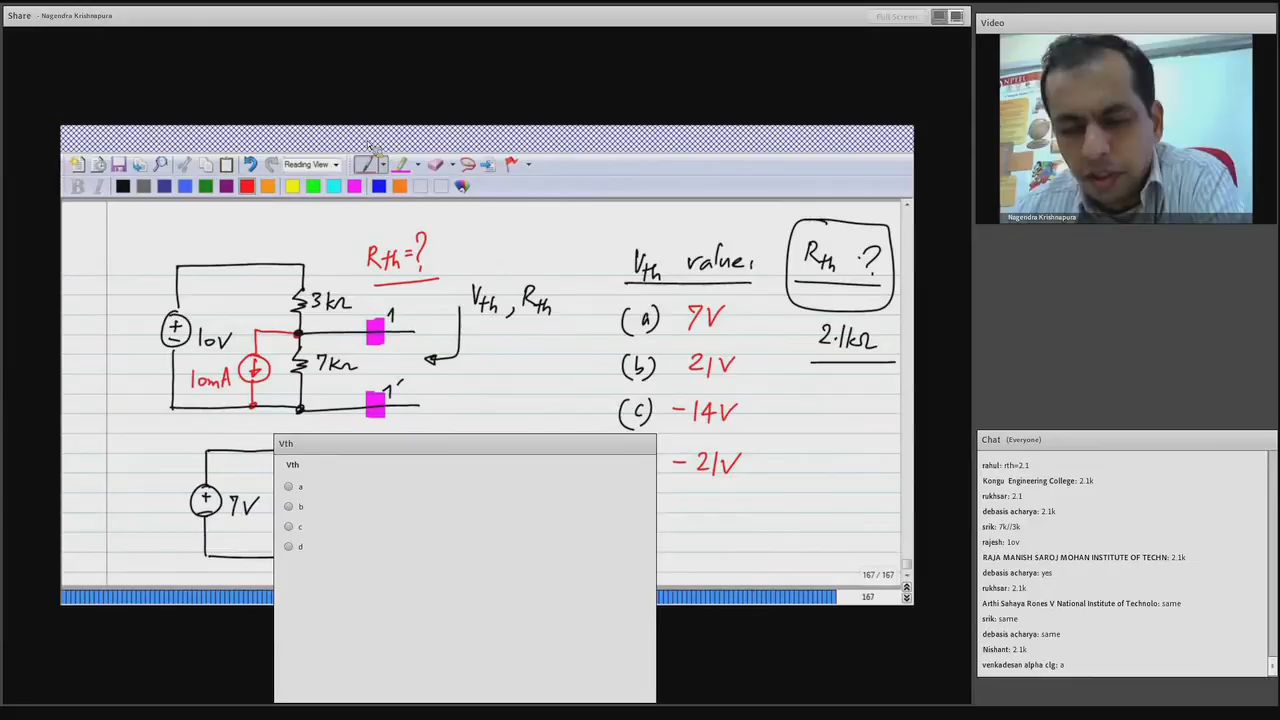 Share - Nagendra Krishnapura
Full Screen
Video
Nagendra Krishnapura
Reading View
Rth = ?
3kΩ
1
Vth, Rth
10V
10mA
7kΩ
1'
7V
Vth value:
(a) 7V
(b) 21V
(c) -14V
-21V
Rth ?
2.1kΩ
Vth
Vth
a
b
c
d
167 / 167
167
Chat (Everyone)
rahul: rth=2.1
Kongu Engineering College: 2.1k
rukhsar: 2.1
debasis acharya: 2.1k
srik: 7k//3k
rajesh: 1ov
RAJA MANISH SAROJ MOHAN INSTITUTE OF TECHN: 2.1k
debasis acharya: yes
rukhsar: 2.1k
Arthi Sahaya Rones V National Institute of Technolo: same
srik: same
debasis acharya: same
Nishant: 2.1k
venkadesan alpha clg: a